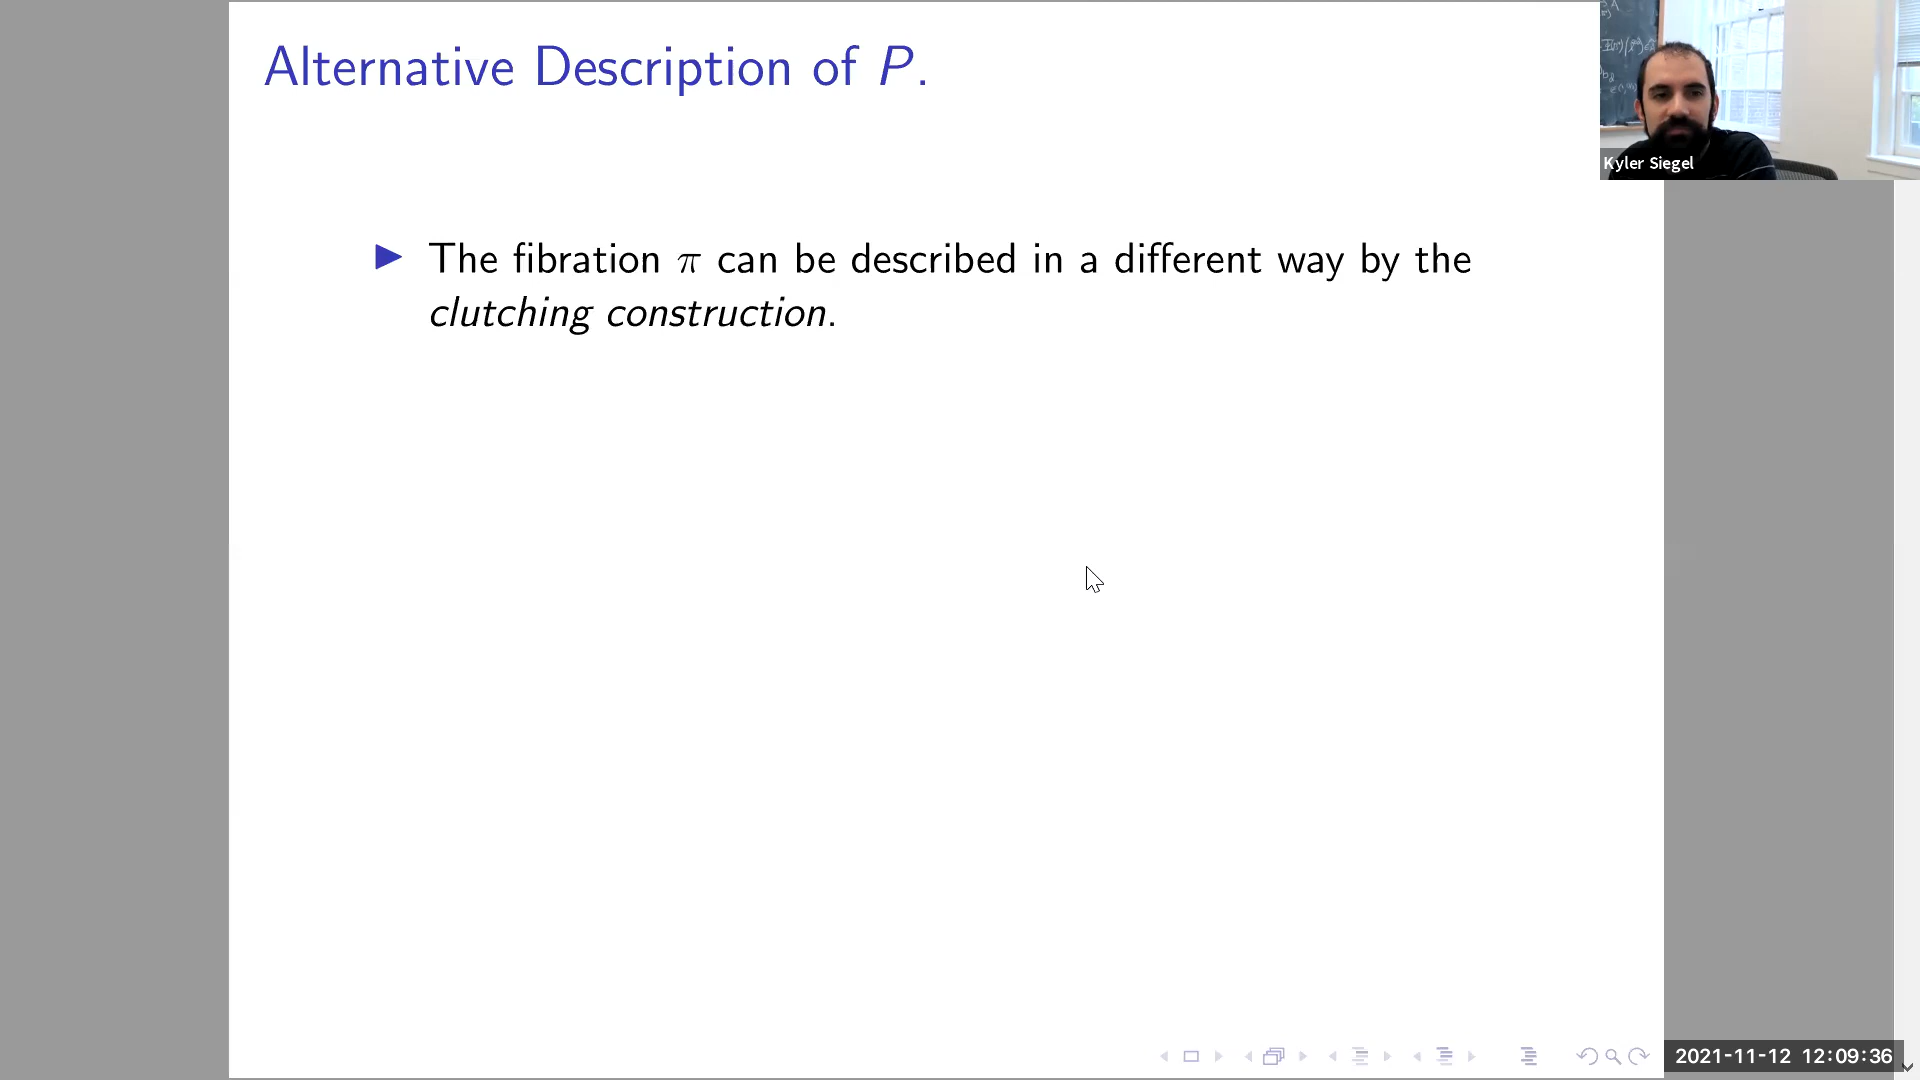 Alternative Description of P.
Kyler Siegel
▶ The fibration π can be described in a different way by the
clutching construction.
2021-11-12 12:09:36